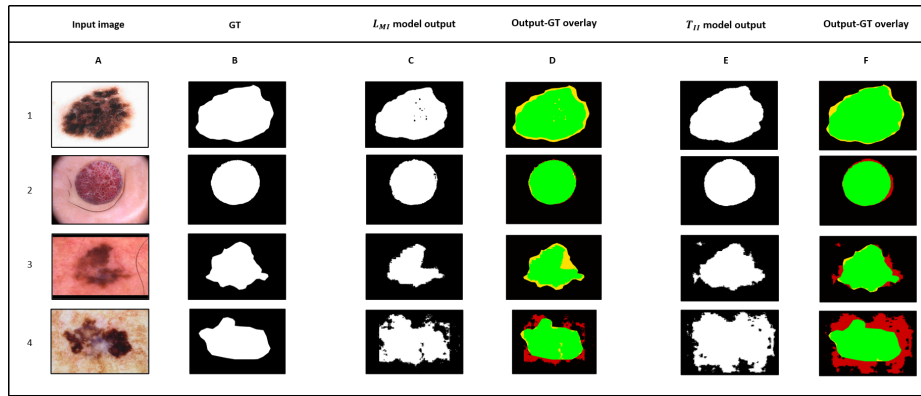 Input image GT L_MI model output Output-GT overlay T_II model output Output-GT overlay
A B C D E F
1
2
3
4